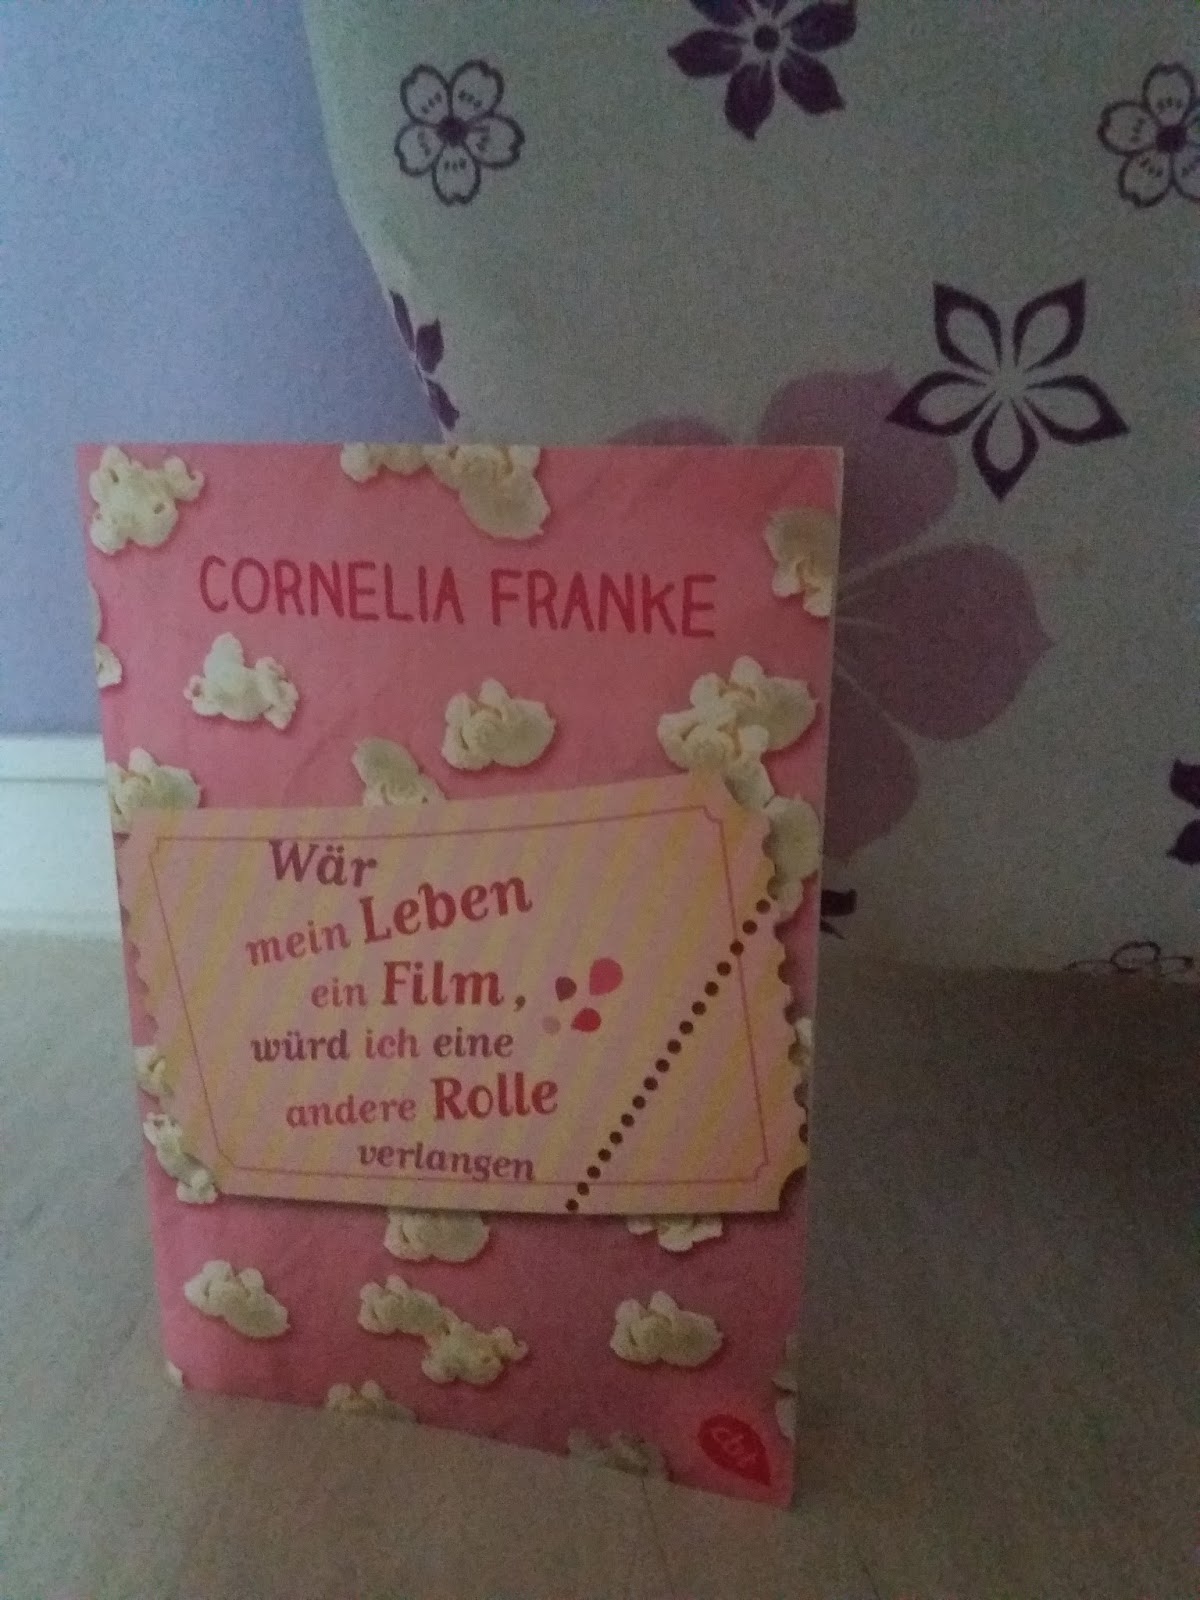 CORNELIA FRANKE
Wär
mein Leben
ein Film,
würd ich eine
andere Rolle
verlangen
cbt